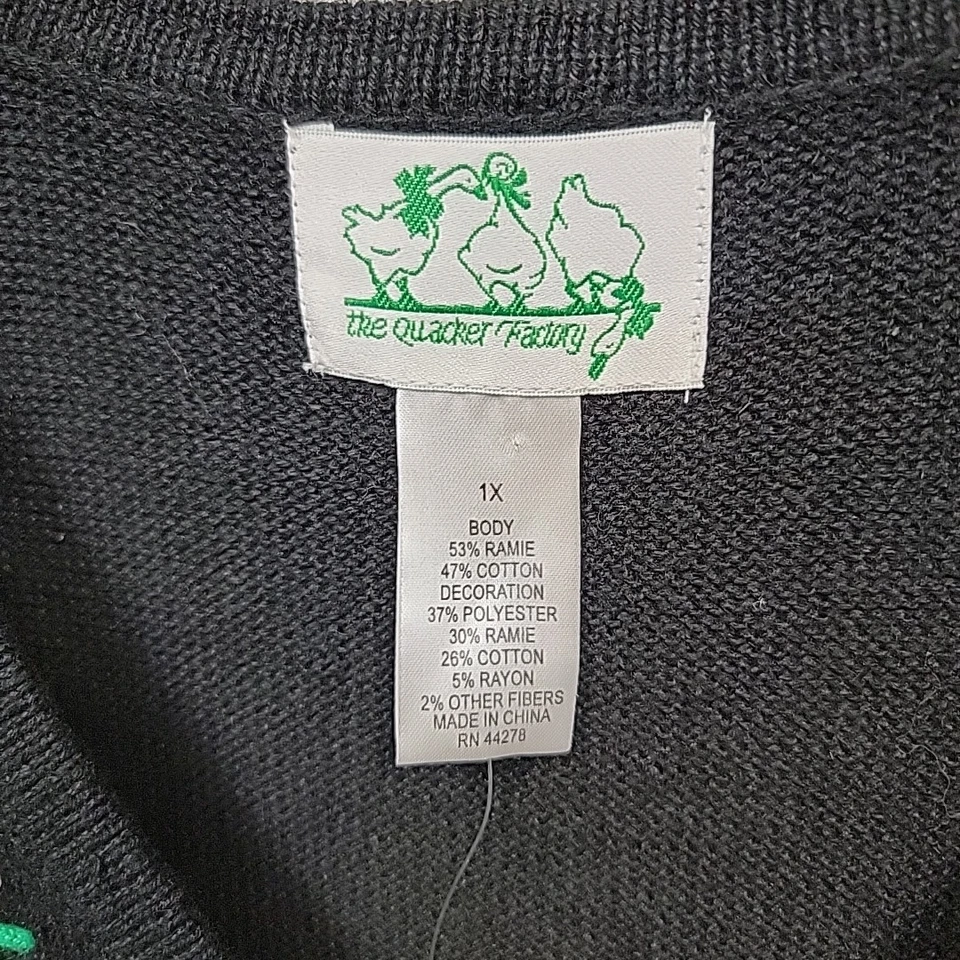 the Quacker Factory
1X
BODY
53% RAMIE
47% COTTON
DECORATION
37% POLYESTER
30% RAMIE
26% COTTON
5% RAYON
2% OTHER FIBERS
MADE IN CHINA
RN 44278